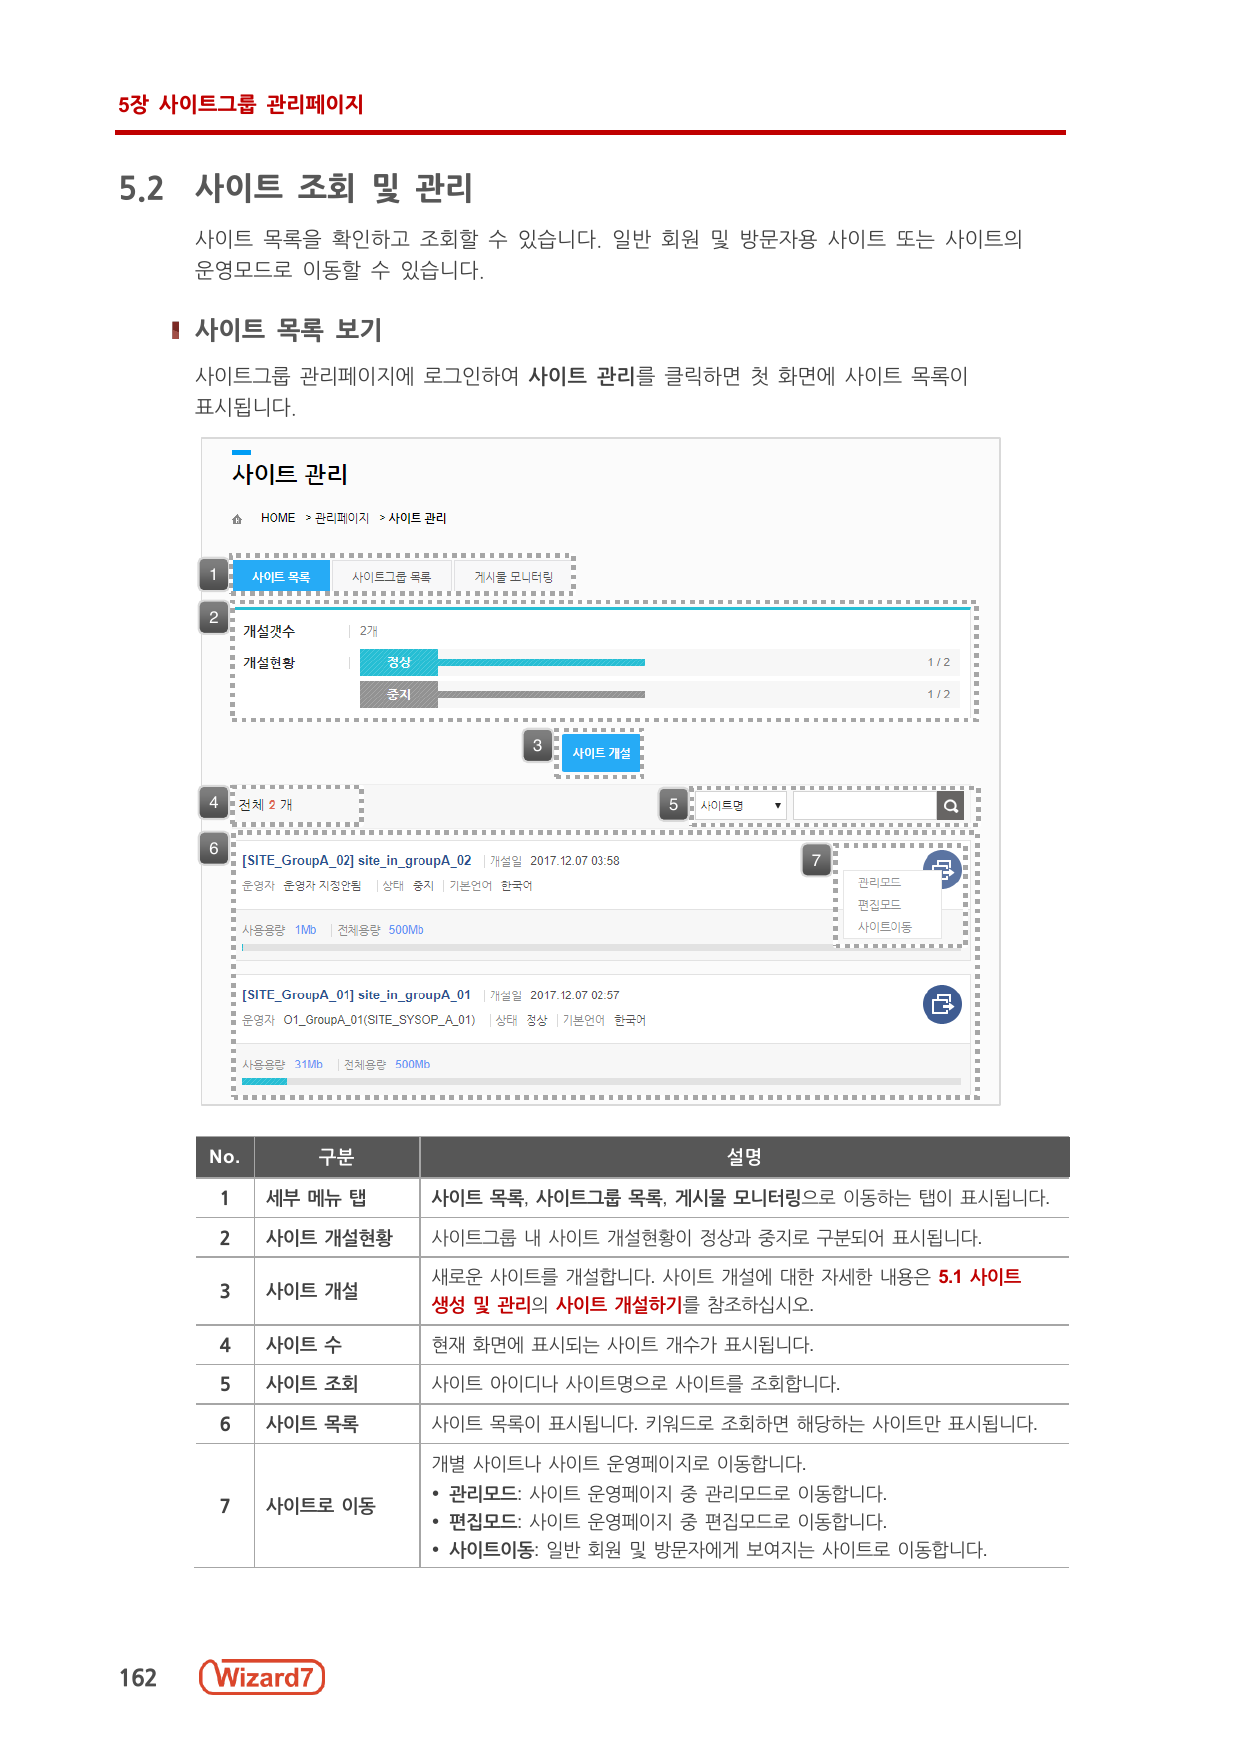 5장 사이트그룹 관리페이지
5.2 사이트 조회 및 관리
사이트 목록을 확인하고 조회할 수 있습니다. 일반 회원 및 방문자용 사이트 또는 사이트의
운영모드로 이동할 수 있습니다.
사이트 목록 보기
사이트그룹 관리페이지에 로그인하여 사이트 관리를 클릭하면 첫 화면에 사이트 목록이
표시됩니다.
사이트 관리
HOME > 관리페이지 > 사이트 관리
1 사이트 목록 사이트그룹 목록 게시물 모니터링
2
개설갯수 2개
개설현황 정상 1 / 2
중지 1 / 2
3 사이트 개설
4 전체 2 개 5 사이트명 ▼
6
[SITE_GroupA_02] site_in_groupA_02 개설일 2017.12.07 03:58 7
운영자 운영자 지정안됨 상태 중지 기본언어 한국어 관리모드
편집모드
사용용량 1Mb 전체용량 500Mb 사이트이동
[SITE_GroupA_01] site_in_groupA_01 개설일 2017.12.07 02:57
운영자 O1_GroupA_01(SITE_SYSOP_A_01) 상태 정상 기본언어 한국어
사용용량 31Mb 전체용량 500Mb
No. 구분 설명
1 세부 메뉴 탭 사이트 목록, 사이트그룹 목록, 게시물 모니터링으로 이동하는 탭이 표시됩니다.
2 사이트 개설현황 사이트그룹 내 사이트 개설현황이 정상과 중지로 구분되어 표시됩니다.
3 사이트 개설 새로운 사이트를 개설합니다. 사이트 개설에 대한 자세한 내용은 5.1 사이트
생성 및 관리의 사이트 개설하기를 참조하십시오.
4 사이트 수 현재 화면에 표시되는 사이트 개수가 표시됩니다.
5 사이트 조회 사이트 아이디나 사이트명으로 사이트를 조회합니다.
6 사이트 목록 사이트 목록이 표시됩니다. 키워드로 조회하면 해당하는 사이트만 표시됩니다.
7 사이트로 이동 개별 사이트나 사이트 운영페이지로 이동합니다.
• 관리모드: 사이트 운영페이지 중 관리모드로 이동합니다.
• 편집모드: 사이트 운영페이지 중 편집모드로 이동합니다.
• 사이트이동: 일반 회원 및 방문자에게 보여지는 사이트로 이동합니다.
162 Wizard7